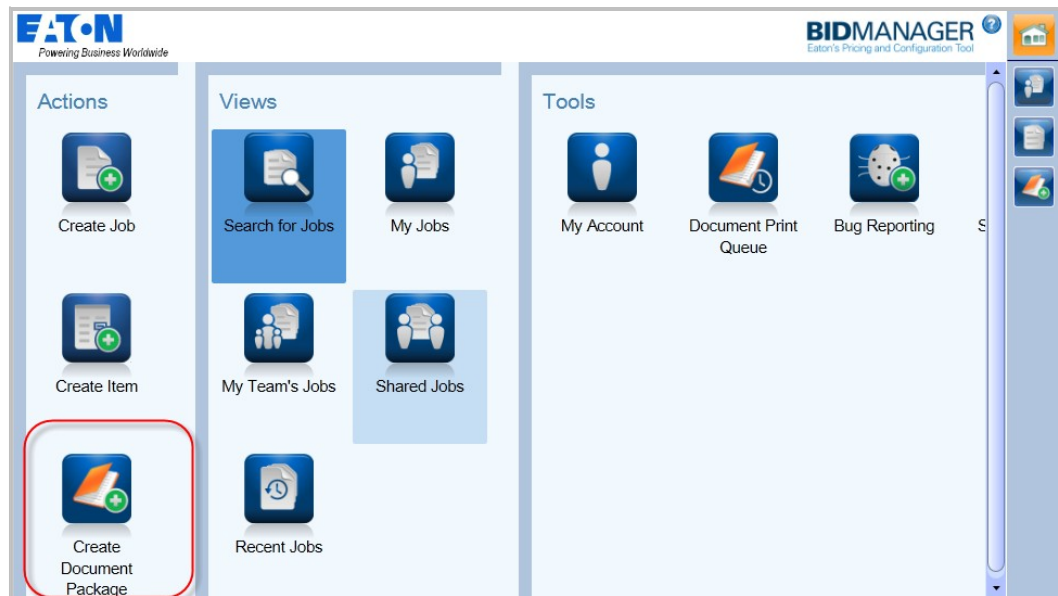 EATON
Powering Business Worldwide
BIDMANAGER
Eaton's Pricing and Configuration Tool
?
Actions
Create Job
Create Item
Create
Document
Package
Views
Search for Jobs
My Jobs
My Team's Jobs
Shared Jobs
Recent Jobs
Tools
My Account
Document Print
Queue
Bug Reporting
S